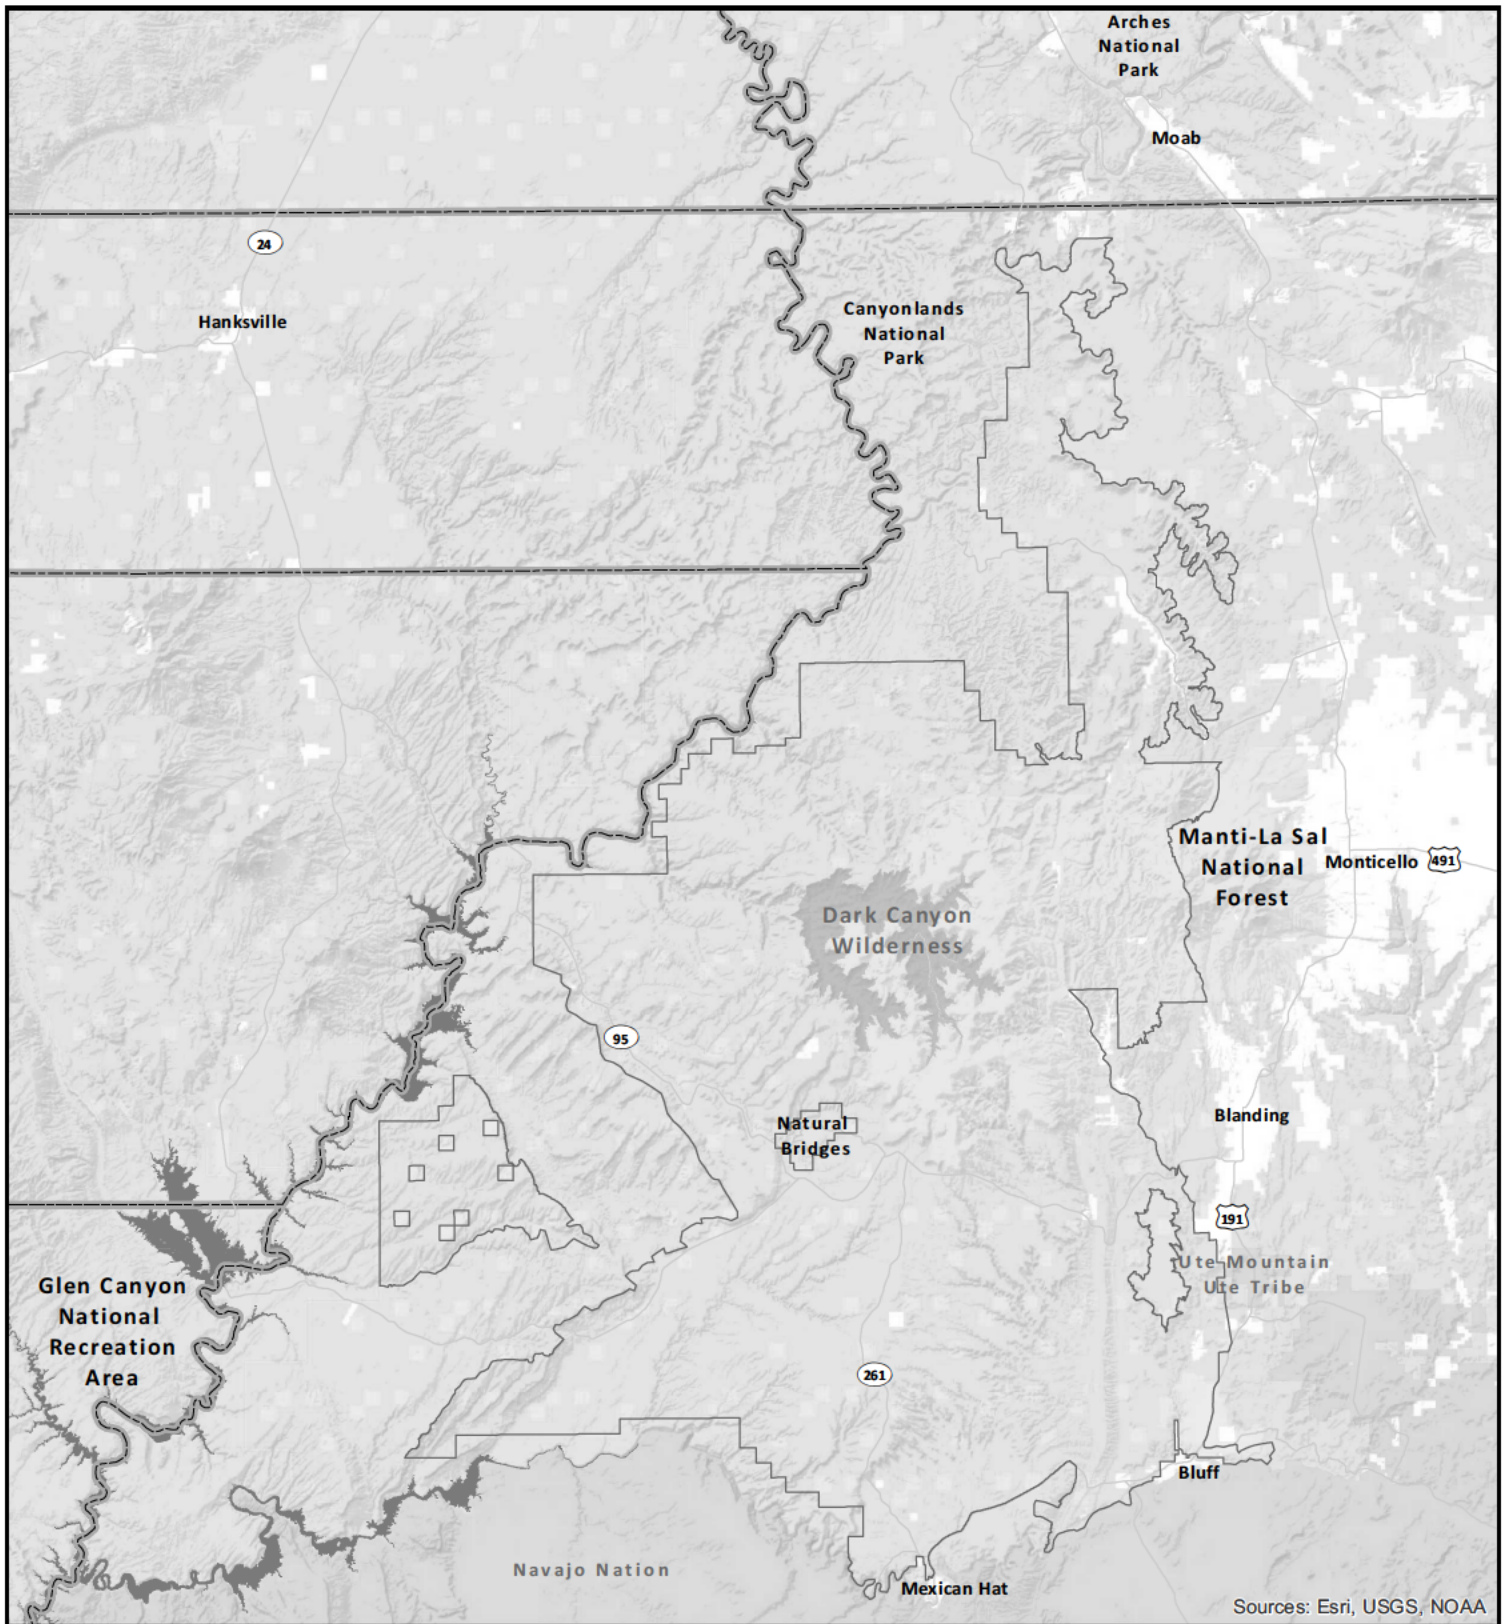 Arches
National
Park
Moab
24
Hanksville
Canyonlands
National
Park
Manti-La Sal
National
Forest
Monticello
491
Dark Canyon
Wilderness
95
Natural
Bridges
Blanding
191
Ute Mountain
Ute Tribe
Glen Canyon
National
Recreation
Area
261
Bluff
Navajo Nation
Mexican Hat
Sources: Esri, USGS, NOAA